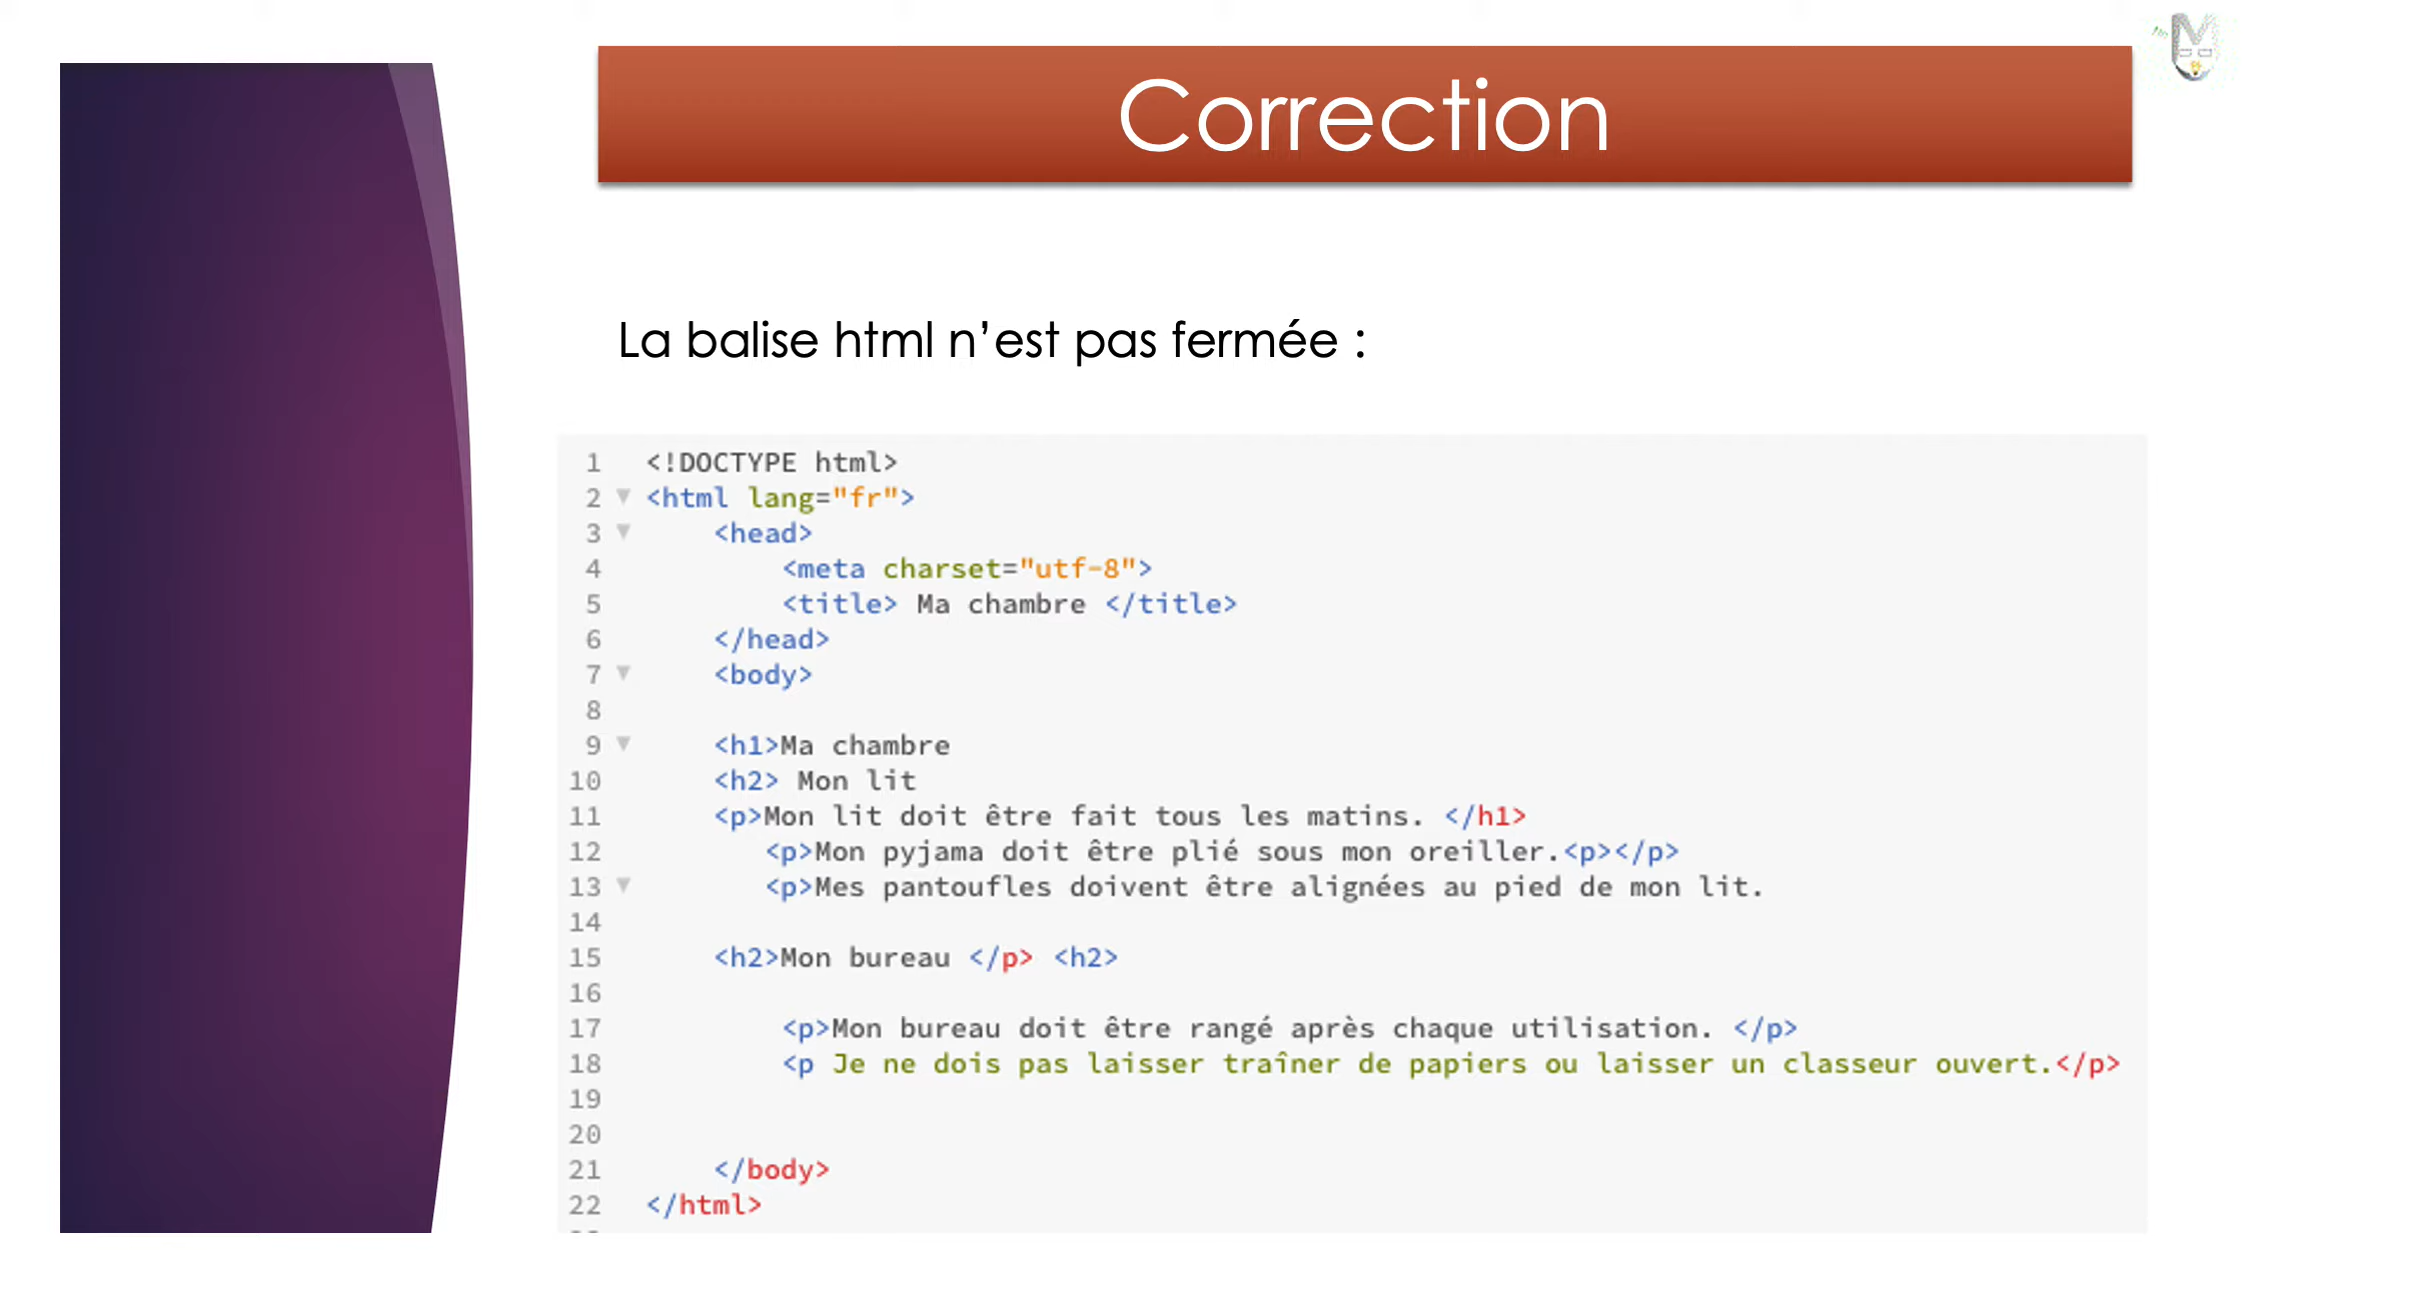 Correction
La balise html n’est pas fermée :
1 <!DOCTYPE html>
2 <html lang="fr">
3 <head>
4 <meta charset="utf-8">
5 <title> Ma chambre </title>
6 </head>
7 <body>
8
9 <h1>Ma chambre
10 <h2> Mon lit
11 <p>Mon lit doit être fait tous les matins. </h1>
12 <p>Mon pyjama doit être plié sous mon oreiller.<p></p>
13 <p>Mes pantoufles doivent être alignées au pied de mon lit.
14
15 <h2>Mon bureau </p> <h2>
16
17 <p>Mon bureau doit être rangé après chaque utilisation. </p>
18 <p Je ne dois pas laisser traîner de papiers ou laisser un classeur ouvert.</p>
19
20
21 </body>
22 </html>